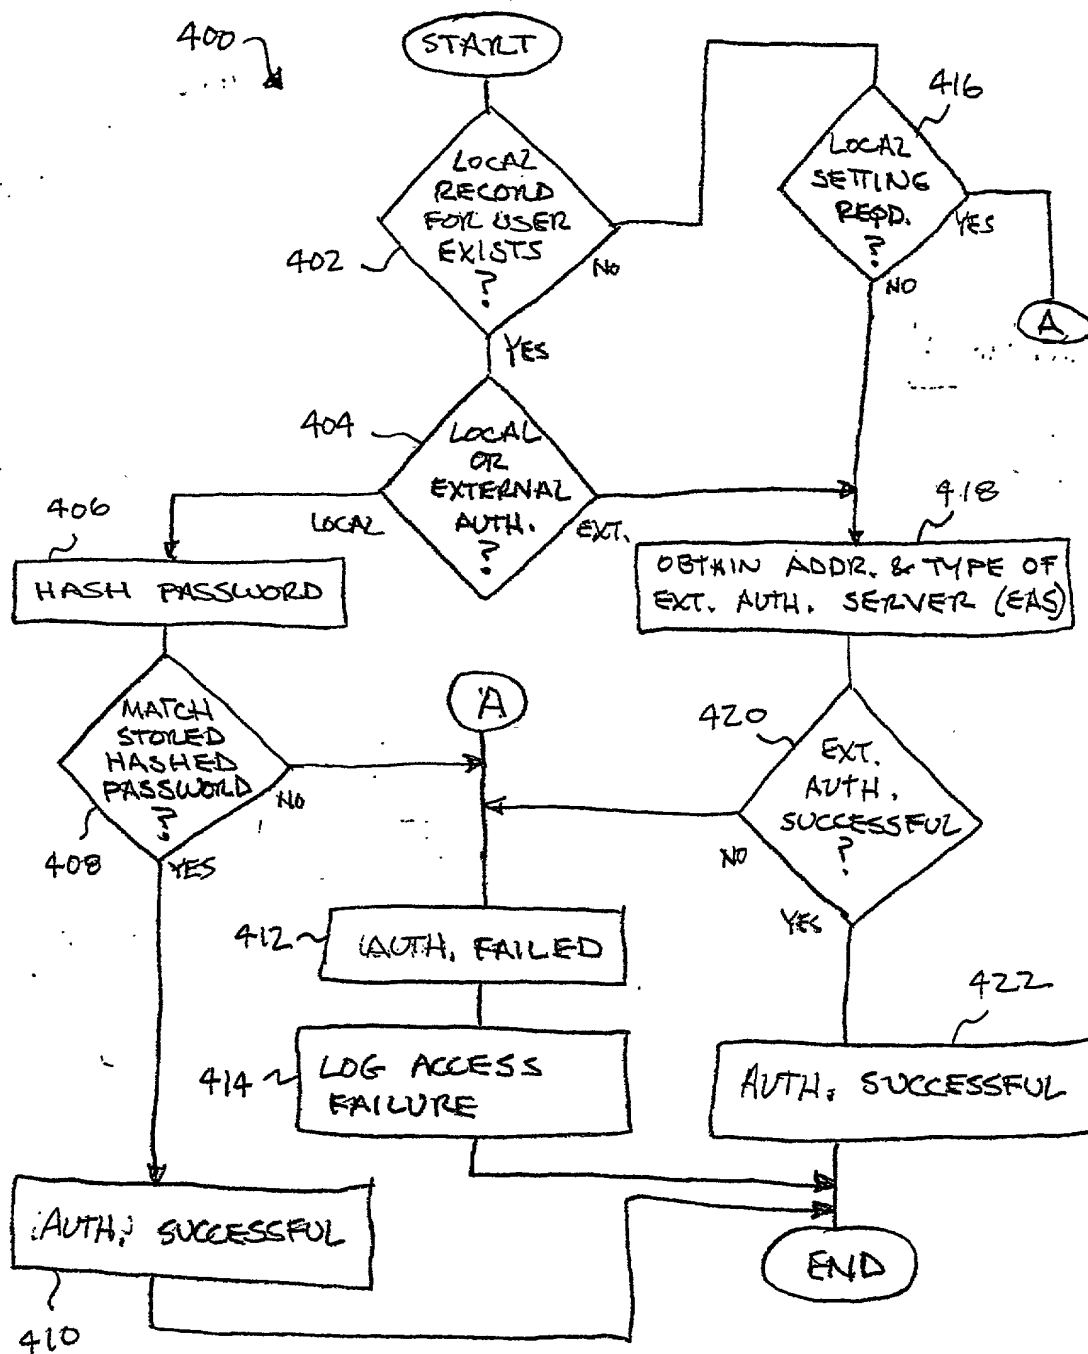 400
START
416
LOCAL
SETTING
REQD.
?
YES
NO
A
LOCAL
RECORD
FOR USER
EXISTS
?
402
NO
YES
404
LOCAL
OR
EXTERNAL
AUTH.
?
LOCAL
EXT.
406
HASH PASSWORD
418
OBTAIN ADDR. & TYPE OF
EXT. AUTH. SERVER (EAS)
MATCH
STORED
HASHED
PASSWORD
?
408
NO
YES
A
420
EXT.
AUTH.
SUCCESSFUL
?
NO
YES
412
AUTH. FAILED
414
LOG ACCESS
FAILURE
422
AUTH. SUCCESSFUL
AUTH. SUCCESSFUL
410
END